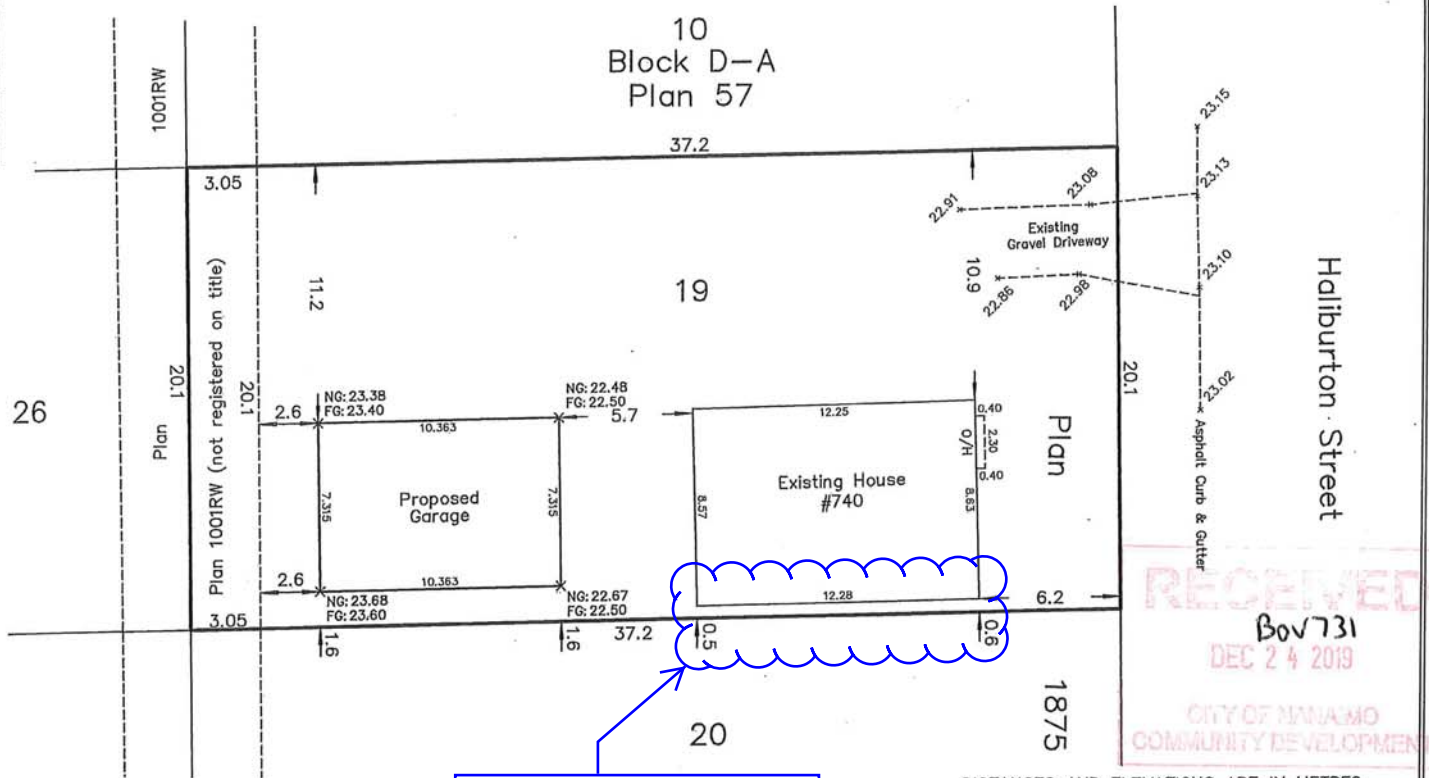 10
Block D-A
Plan 57
1001RW
37.2
3.05
23.15
23.13
23.08
22.91
Existing
Gravel Driveway
23.10
22.98
22.86
10.9
11.2
19
Haliburton Street
Plan 1001RW (not registered on title)
20.1
20.1
20.1
26
Plan
23.02
Asphalt Curb & Gutter
NG: 23.38
FG: 23.40
NG: 22.48
FG: 22.50
2.6
10.363
5.7
12.25
0.40
2.30
O/H
0.40
Plan
7.315
Proposed
Garage
7.315
8.57
Existing House
#740
8.63
2.6
10.363
12.28
6.2
NG: 23.68
FG: 23.60
NG: 22.67
FG: 22.50
3.05
1.6
1.6
37.2
0.5
0.6
RECEIVED
BOV731
DEC 24 2019
CITY OF NANAIMO
COMMUNITY DEVELOPMEN
1875
20